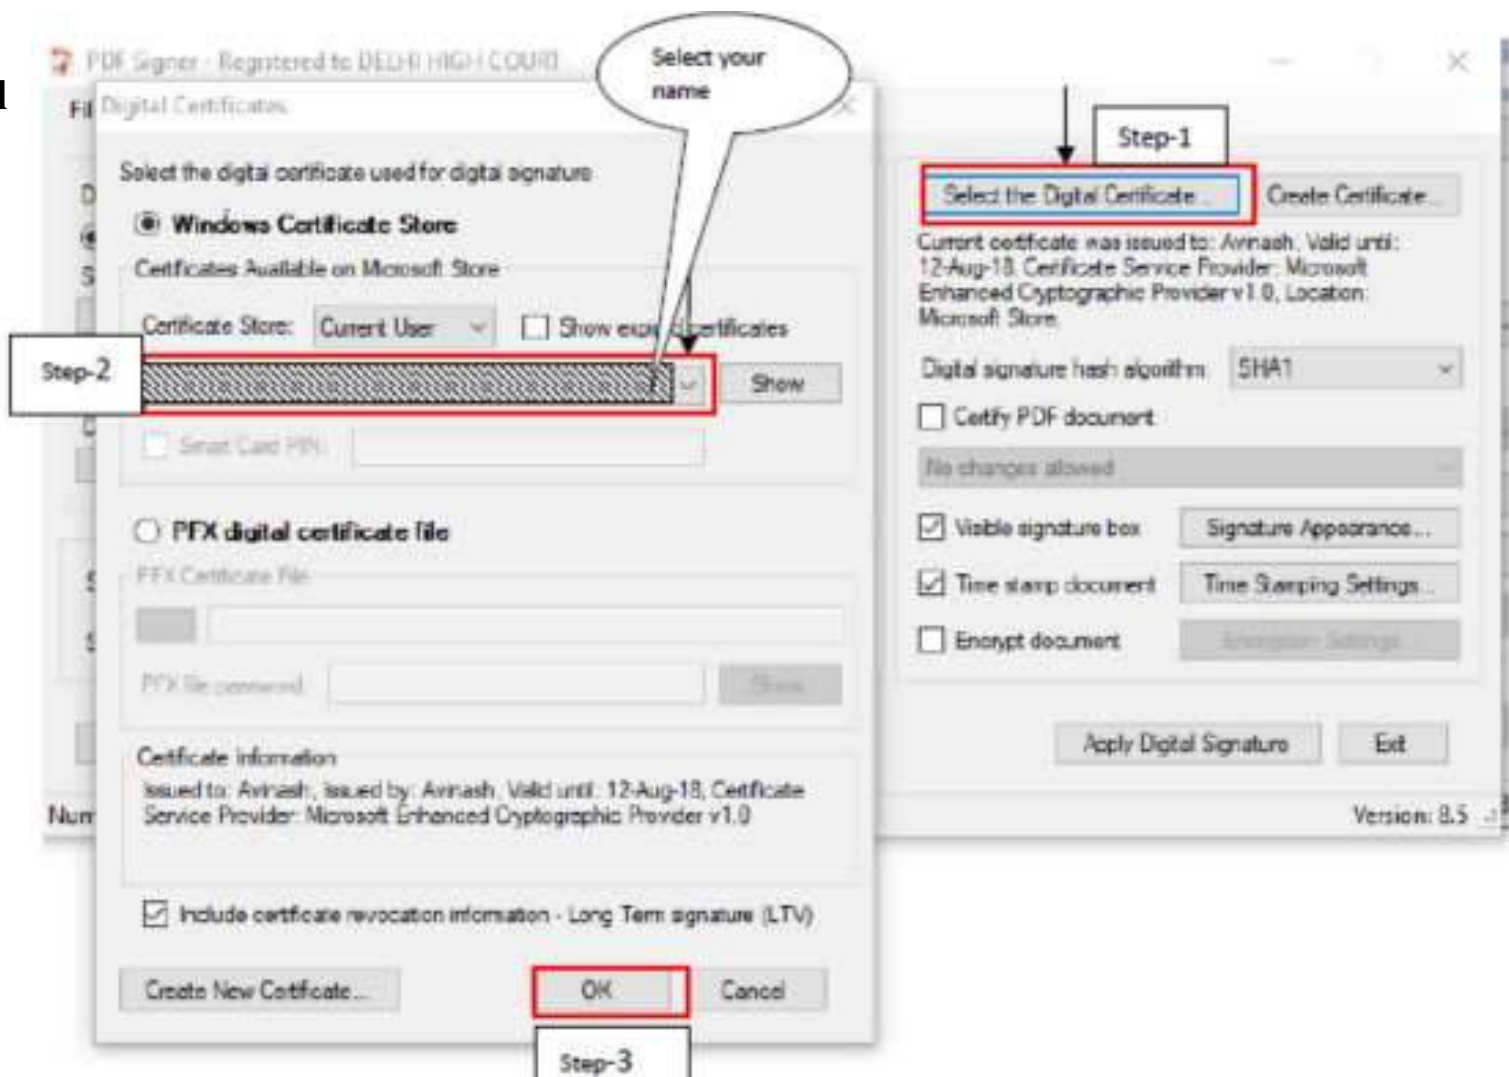 PDF Signer - Registered to DELHI HIGH COURT
Select your
name
Digital Certificates
Fil
Step-1
Select the digital certificate used for digital signature
Select the Digital Certificate...
Create Certificate...
Windows Certificate Store
Current certificate was issued to: Avinash, Valid until:
12-Aug-18, Certificate Service Provider: Microsoft
Enhanced Cryptographic Provider v1.0, Location:
Microsoft Store.
Certificates Available on Microsoft Store
Certificate Store:
Current User
Show expired certificates
Step-2
Show
Digital signature hash algorithm:
SHA1
Certify PDF document
Smart Card PIN:
No changes allowed
PFX digital certificate file
Visible signature box
Signature Appearance...
PFX Certificate File
Time stamp document
Time Stamping Settings...
Encrypt document
Encryption Settings...
PFX file password:
Show
Apply Digital Signature
Exit
Certificate Information
Issued to: Avinash, Issued by: Avinash, Valid until: 12-Aug-18, Certificate
Service Provider: Microsoft Enhanced Cryptographic Provider v1.0
Num
Version: 8.5
Include certificate revocation information - Long Term signature (LTV)
Create New Certificate...
OK
Cancel
Step-3